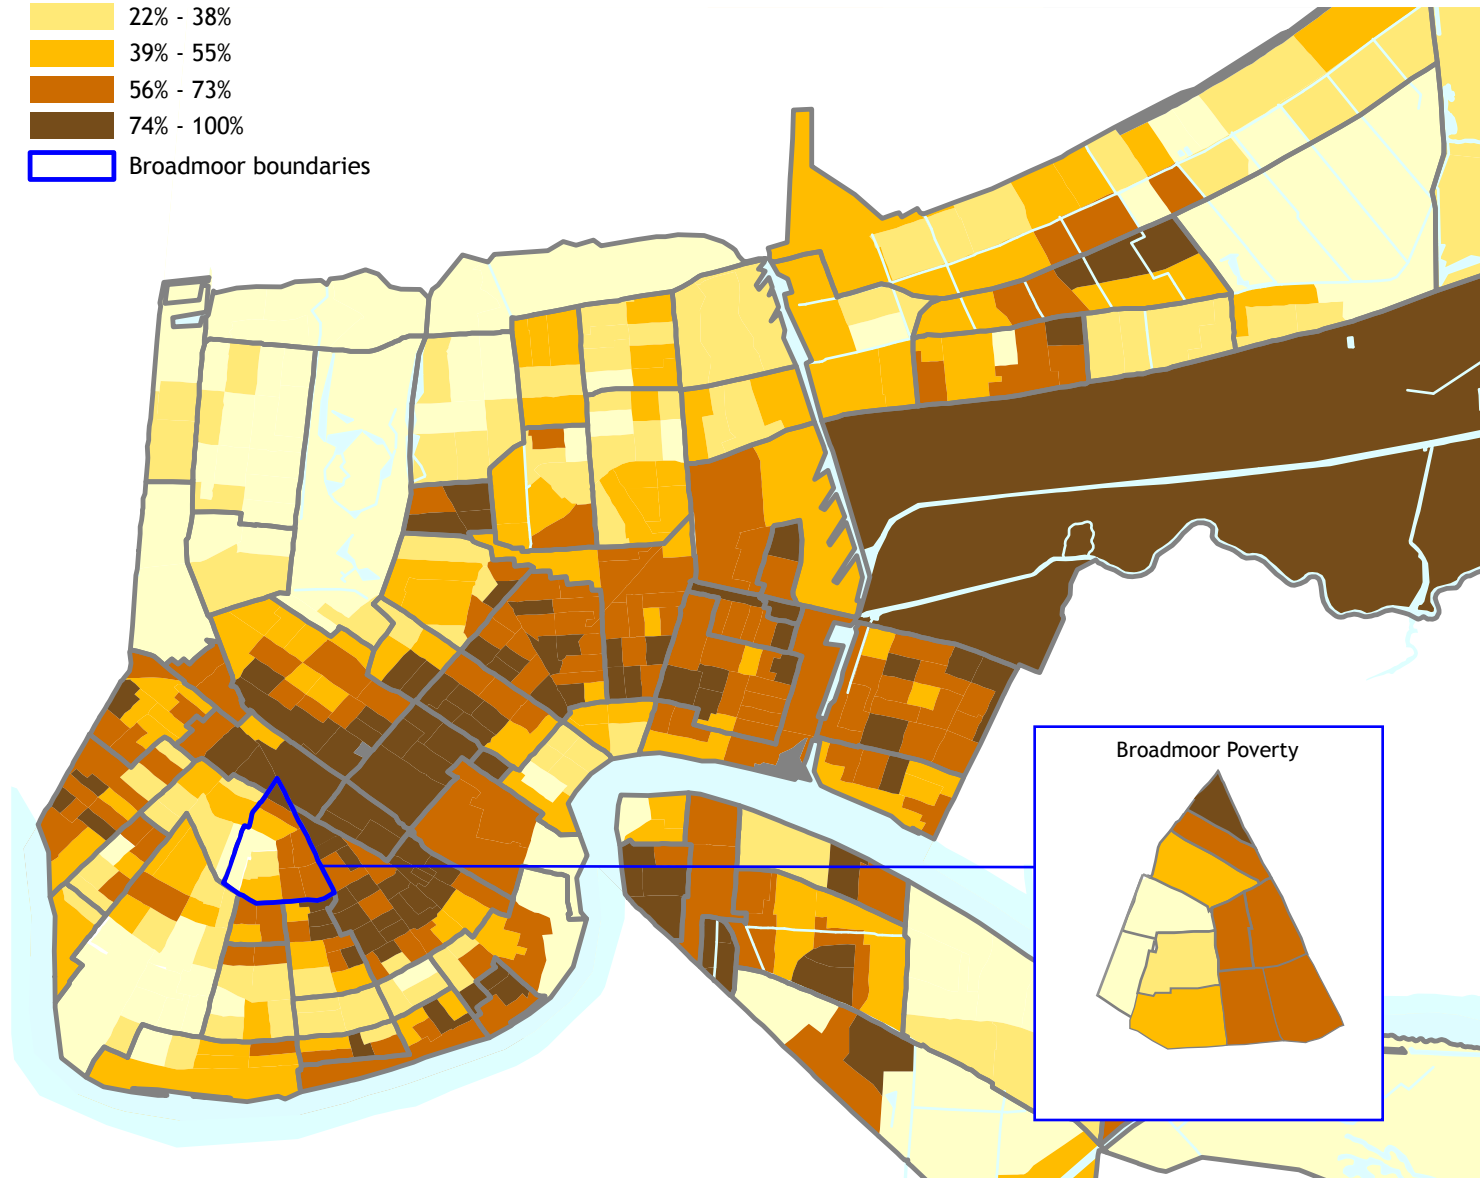 22% - 38%
39% - 55%
56% - 73%
74% - 100%
Broadmoor boundaries
Broadmoor Poverty